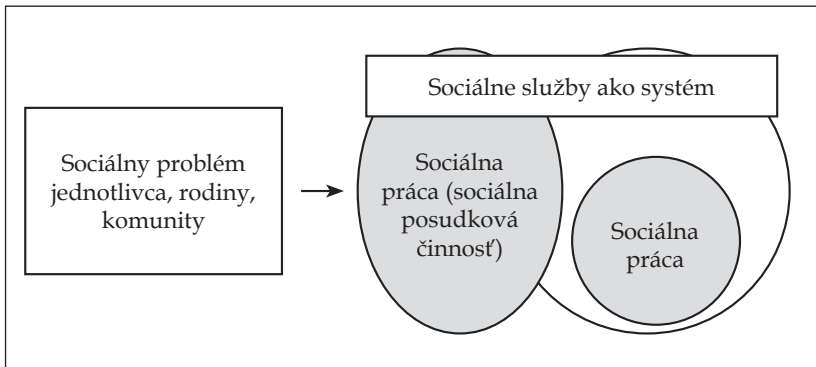 Sociálne služby ako systém
Sociálny problém
jednotlivca, rodiny,
komunity
Sociálna
práca (sociálna
posudková
činnosť)
Sociálna
práca